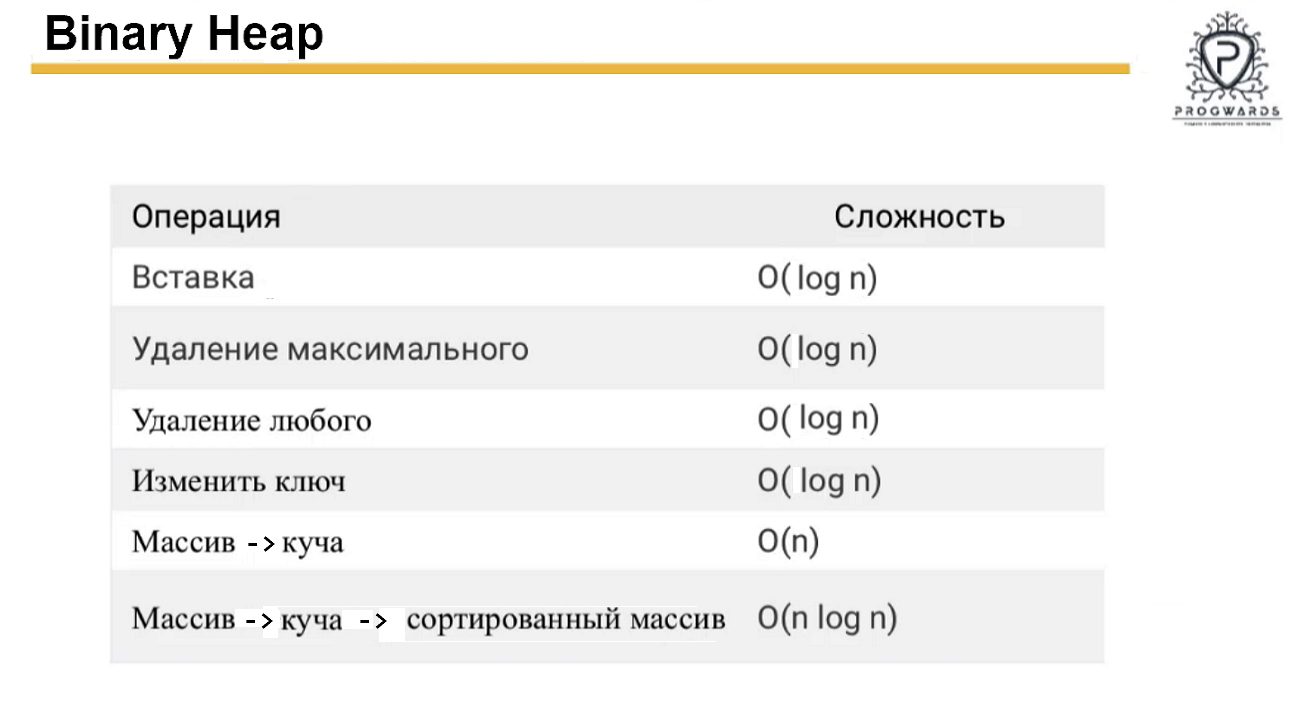 Binary Heap
P
PROGWARDS
Операция Сложность
Вставка O( log n)
Удаление максимального O( log n)
Удаление любого O( log n)
Изменить ключ O( log n)
Массив -> куча O(n)
Массив -> куча -> сортированный массив O(n log n)